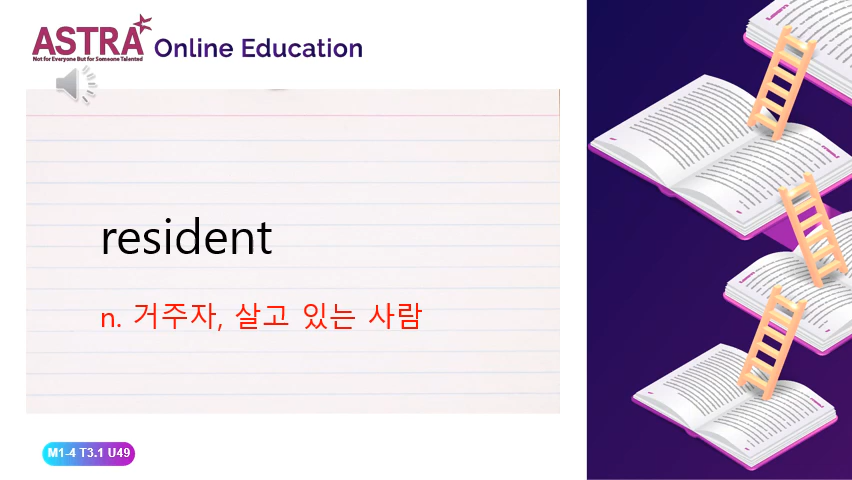 ASTRA Online Education
Not for Everyone But for Someone Talented
resident
n. 거주자, 살고 있는 사람
M1-4 T3.1 U49